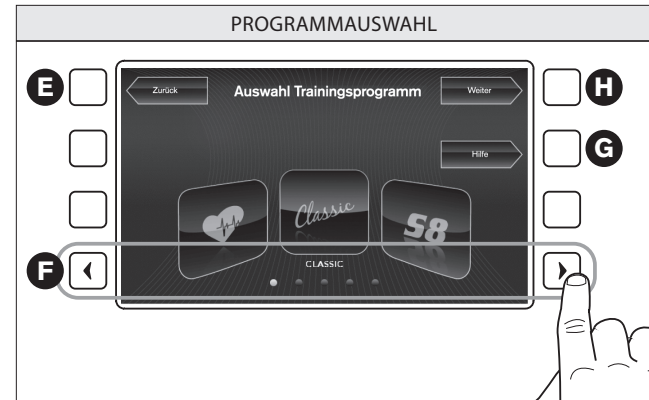 PROGRAMMAUSWAHL
E
H
Zurück
Auswahl Trainingsprogramm
Weiter
G
Hilfe
Classic
S8
F
CLASSIC